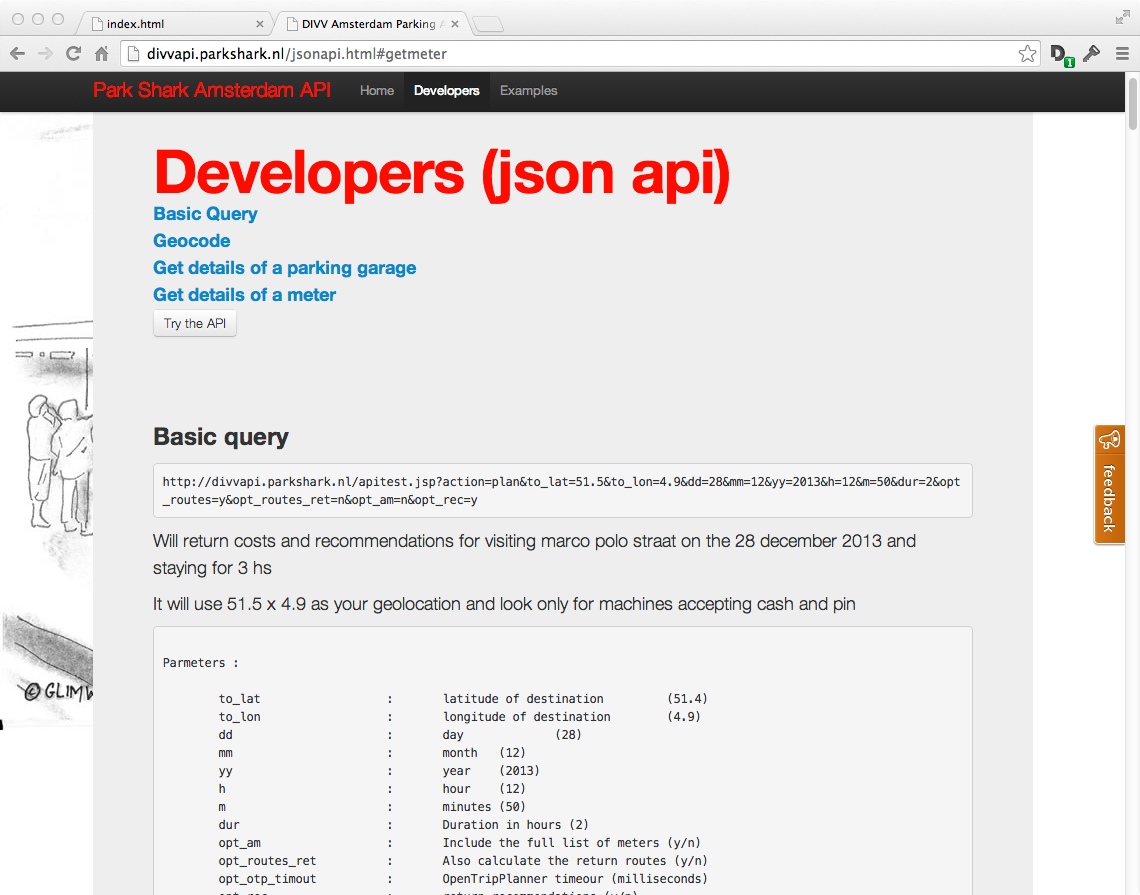 index.html
DIVV Amsterdam Parking
divvapi.parkshark.nl/jsonapi.html#getmeter
D 1
Park Shark Amsterdam API Home Developers Examples
Developers (json api)
Basic Query
Geocode
Get details of a parking garage
Get details of a meter
Try the API
Basic query
http://divvapi.parkshark.nl/apitest.jsp?action=plan&to_lat=51.5&to_lon=4.9&dd=28&mm=12&yy=2013&h=12&m=50&dur=2&opt
_routes=y&opt_routes_ret=n&opt_am=n&opt_rec=y
Will return costs and recommendations for visiting marco polo straat on the 28 december 2013 and
staying for 3 hs
It will use 51.5 x 4.9 as your geolocation and look only for machines accepting cash and pin
Parmeters :
to_lat : latitude of destination (51.4)
to_lon : longitude of destination (4.9)
dd : day (28)
mm : month (12)
yy : year (2013)
h : hour (12)
m : minutes (50)
dur : Duration in hours (2)
opt_am : Include the full list of meters (y/n)
opt_routes_ret : Also calculate the return routes (y/n)
opt_otp_timout : OpenTripPlanner timeour (milliseconds)
feedback